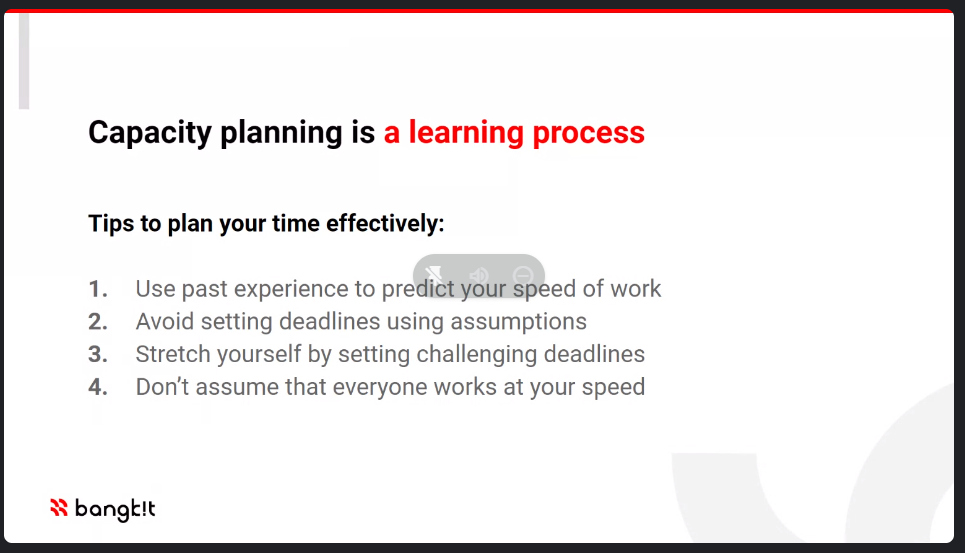 Capacity planning is a learning process
Tips to plan your time effectively:
1. Use past experience to predict your speed of work
2. Avoid setting deadlines using assumptions
3. Stretch yourself by setting challenging deadlines
4. Don't assume that everyone works at your speed
bangk!t